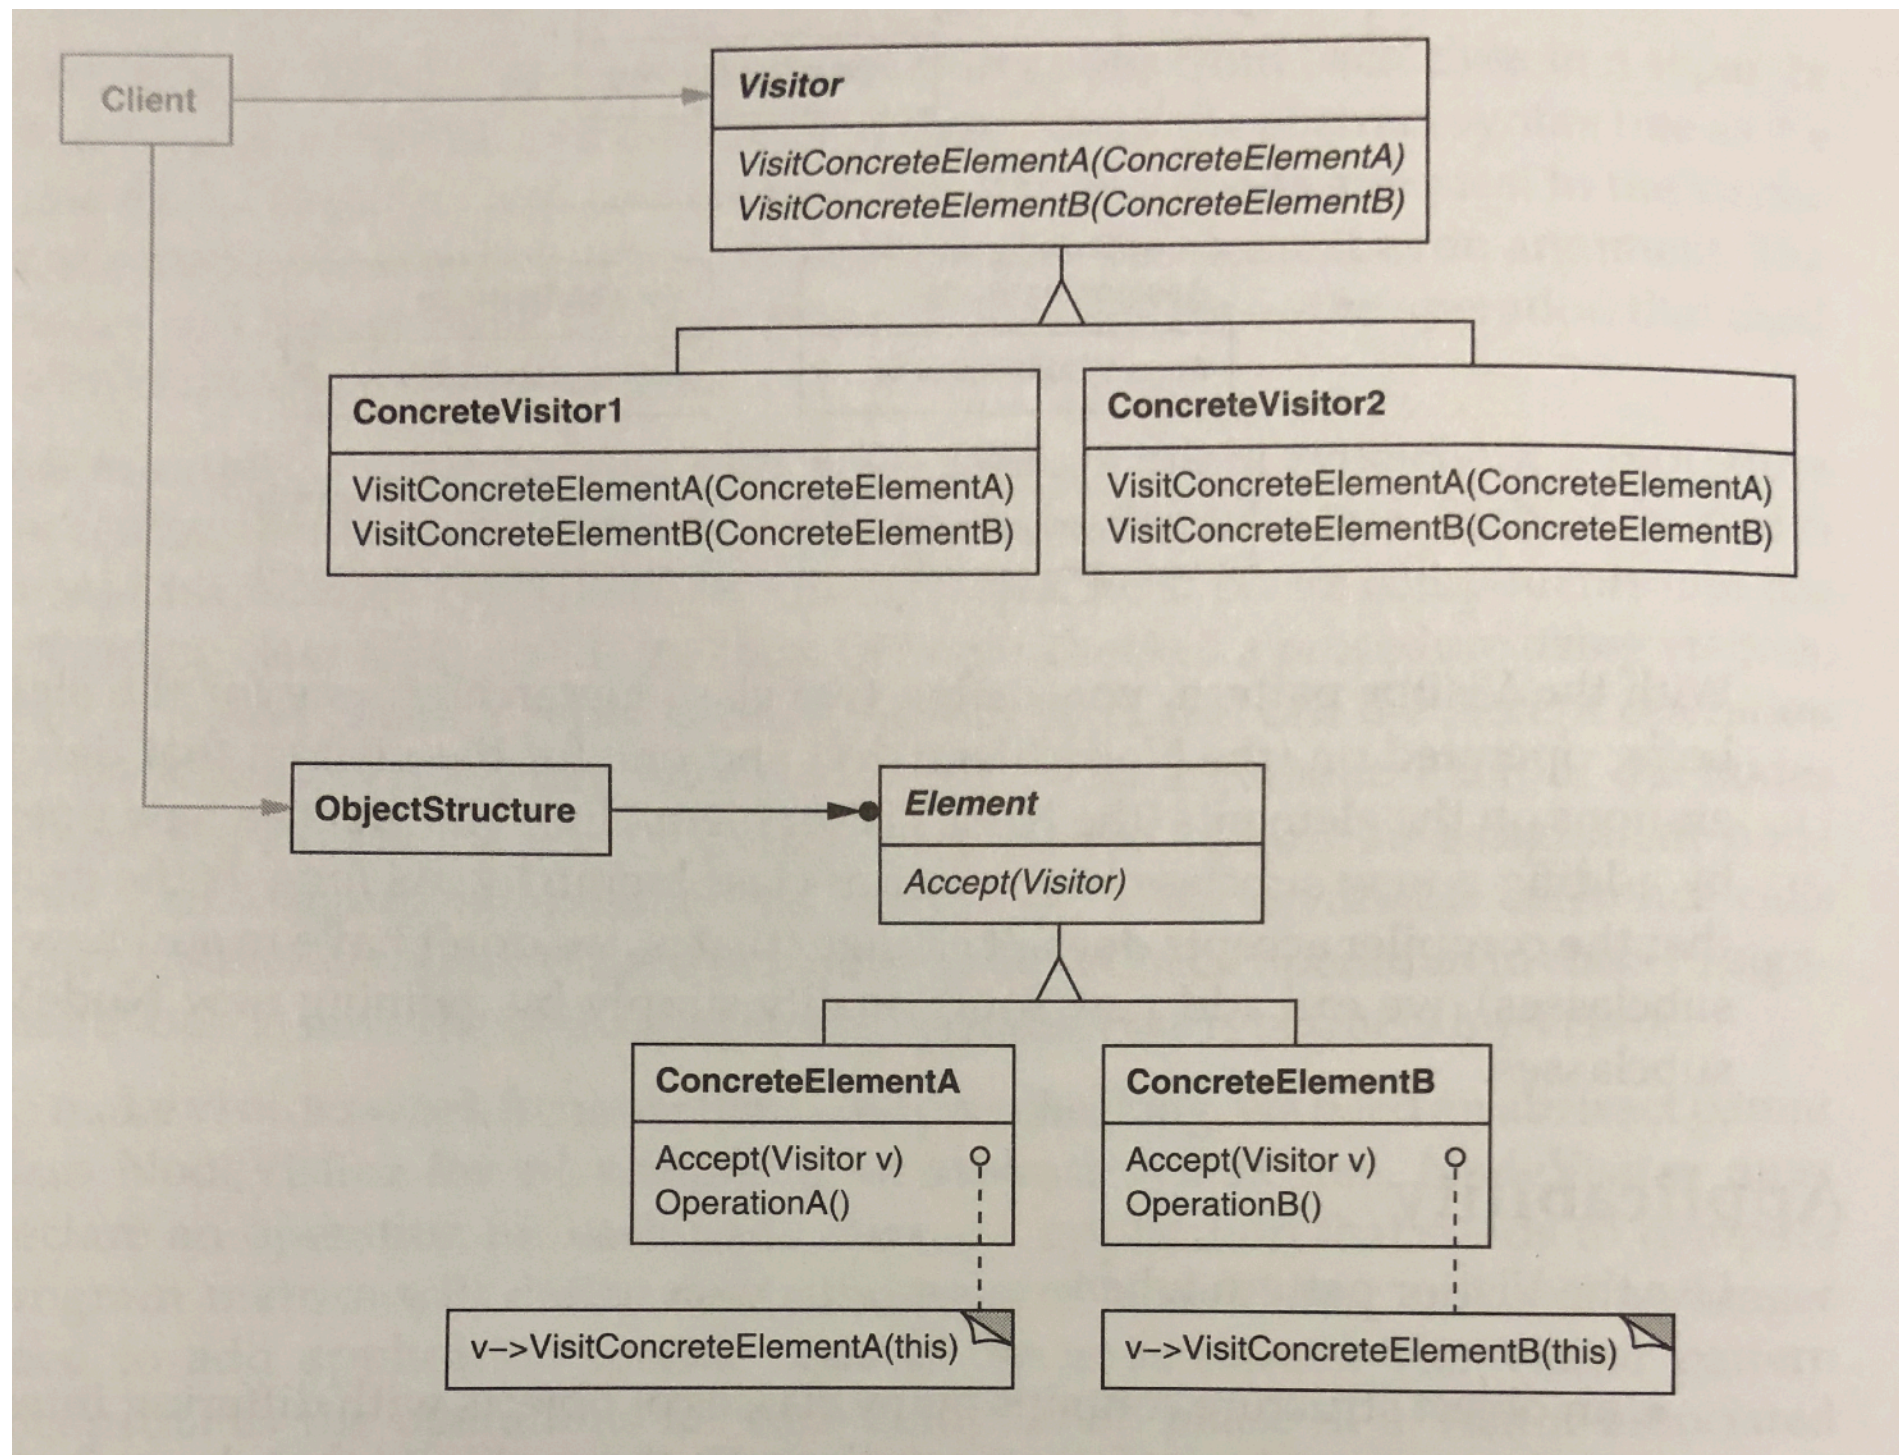 Client
Visitor
VisitConcreteElementA(ConcreteElementA)
VisitConcreteElementB(ConcreteElementB)
ConcreteVisitor1
VisitConcreteElementA(ConcreteElementA)
VisitConcreteElementB(ConcreteElementB)
ConcreteVisitor2
VisitConcreteElementA(ConcreteElementA)
VisitConcreteElementB(ConcreteElementB)
ObjectStructure
Element
Accept(Visitor)
ConcreteElementA
Accept(Visitor v)
OperationA()
ConcreteElementB
Accept(Visitor v)
OperationB()
v–>VisitConcreteElementA(this)
v–>VisitConcreteElementB(this)